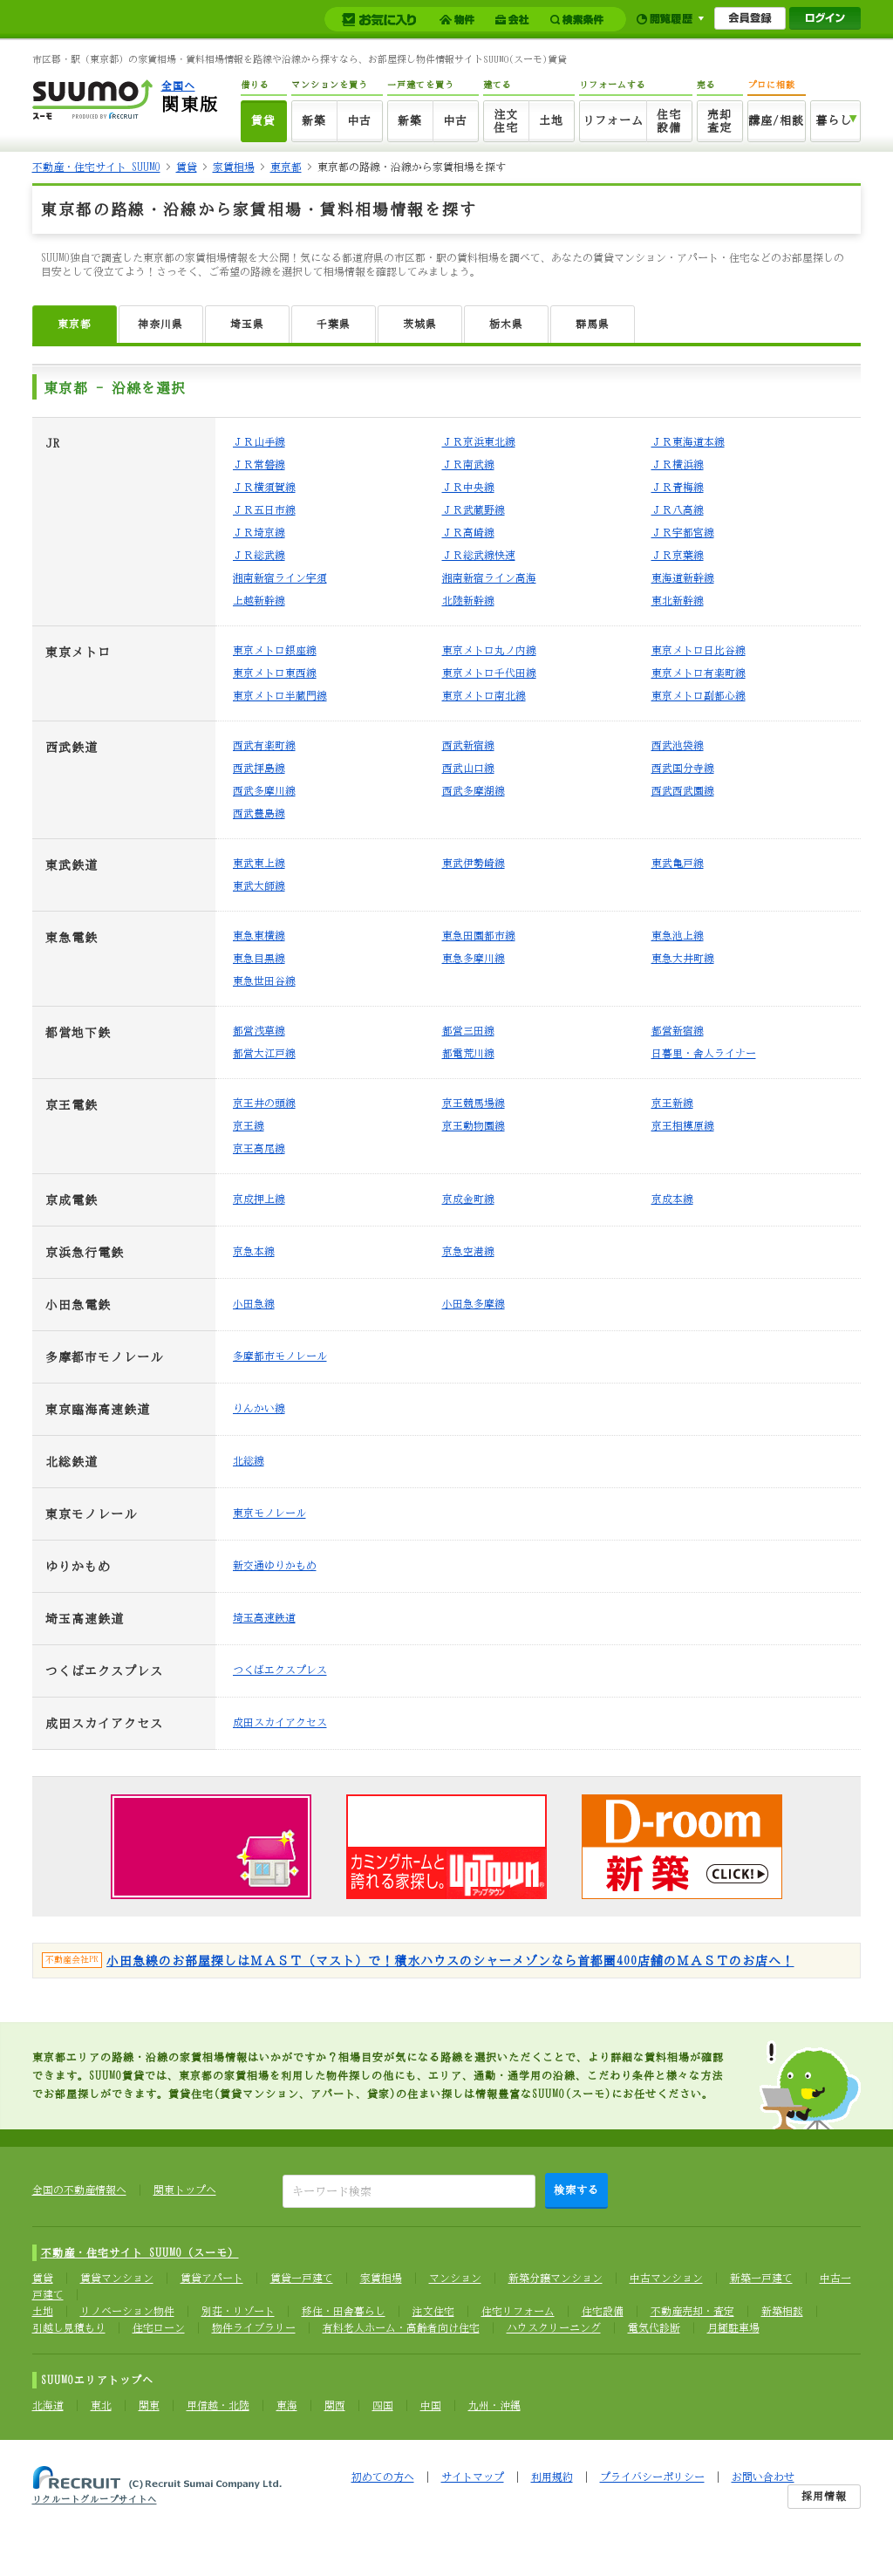 お気に入り 物件 会社 検索条件 閲覧履歴 会員登録 ログイン
市区郡・駅（東京都）の家賃相場・賃料相場情報を路線や沿線から探すなら、お部屋探し物件情報サイトSUUMO(スーモ)賃貸
SUUMO スーモ PRODUCED BY RECRUIT
全国へ
関東版
借りる マンションを買う 一戸建てを買う 建てる リフォームする 売る プロに相談
賃貸 新築 中古 新築 中古 注文住宅 土地 リフォーム 住宅設備 売却査定 講座/相談 暮らし
不動産・住宅サイト SUUMO > 賃貸 > 家賃相場 > 東京都 > 東京都の路線・沿線から家賃相場を探す
東京都の路線・沿線から家賃相場・賃料相場情報を探す
SUUMO独自で調査した東京都の家賃相場情報を大公開！気になる都道府県の市区郡・駅の賃料相場を調べて、あなたの賃貸マンション・アパート・住宅などのお部屋探しの
目安として役立てよう！さっそく、ご希望の路線を選択して相場情報を確認してみましょう。
東京都 神奈川県 埼玉県 千葉県 茨城県 栃木県 群馬県
東京都 － 沿線を選択
JR
ＪＲ山手線 ＪＲ京浜東北線 ＪＲ東海道本線
ＪＲ常磐線 ＪＲ南武線 ＪＲ横浜線
ＪＲ横須賀線 ＪＲ中央線 ＪＲ青梅線
ＪＲ五日市線 ＪＲ武蔵野線 ＪＲ八高線
ＪＲ埼京線 ＪＲ高崎線 ＪＲ宇都宮線
ＪＲ総武線 ＪＲ総武線快速 ＪＲ京葉線
湘南新宿ライン宇須 湘南新宿ライン高海 東海道新幹線
上越新幹線 北陸新幹線 東北新幹線
東京メトロ
東京メトロ銀座線 東京メトロ丸ノ内線 東京メトロ日比谷線
東京メトロ東西線 東京メトロ千代田線 東京メトロ有楽町線
東京メトロ半蔵門線 東京メトロ南北線 東京メトロ副都心線
西武鉄道
西武有楽町線 西武新宿線 西武池袋線
西武拝島線 西武山口線 西武国分寺線
西武多摩川線 西武多摩湖線 西武西武園線
西武豊島線
東武鉄道
東武東上線 東武伊勢崎線 東武亀戸線
東武大師線
東急電鉄
東急東横線 東急田園都市線 東急池上線
東急目黒線 東急多摩川線 東急大井町線
東急世田谷線
都営地下鉄
都営浅草線 都営三田線 都営新宿線
都営大江戸線 都電荒川線 日暮里・舎人ライナー
京王電鉄
京王井の頭線 京王競馬場線 京王新線
京王線 京王動物園線 京王相模原線
京王高尾線
京成電鉄
京成押上線 京成金町線 京成本線
京浜急行電鉄
京急本線 京急空港線
小田急電鉄
小田急線 小田急多摩線
多摩都市モノレール
多摩都市モノレール
東京臨海高速鉄道
りんかい線
北総鉄道
北総線
東京モノレール
東京モノレール
ゆりかもめ
新交通ゆりかもめ
埼玉高速鉄道
埼玉高速鉄道
つくばエクスプレス
つくばエクスプレス
成田スカイアクセス
成田スカイアクセス
カミングホームと
誇れる家探し。 UpTown アップタウン ®
D-room
新築 CLICK!
不動産会社PR 小田急線のお部屋探しはＭＡＳＴ（マスト）で！積水ハウスのシャーメゾンなら首都圏400店舗のＭＡＳＴのお店へ！
東京都エリアの路線・沿線の家賃相場情報はいかがですか？相場目安が気になる路線を選択いただくことで、より詳細な賃料相場が確認
できます。SUUMO賃貸では、東京都の家賃相場を利用した物件探しの他にも、エリア、通勤・通学用の沿線、こだわり条件と様々な方法
でお部屋探しができます。賃貸住宅(賃貸マンション、アパート、貸家)の住まい探しは情報豊富なSUUMO(スーモ)にお任せください。
全国の不動産情報へ 関東トップへ キーワード検索 検索する
不動産・住宅サイト SUUMO（スーモ）
賃貸 賃貸マンション 賃貸アパート 賃貸一戸建て 家賃相場 マンション 新築分譲マンション 中古マンション 新築一戸建て 中古一
戸建て
土地 リノベーション物件 別荘・リゾート 移住・田舎暮らし 注文住宅 住宅リフォーム 住宅設備 不動産売却・査定 新築相談
引越し見積もり 住宅ローン 物件ライブラリー 有料老人ホーム・高齢者向け住宅 ハウスクリーニング 電気代診断 月極駐車場
SUUMOエリアトップへ
北海道 東北 関東 甲信越・北陸 東海 関西 四国 中国 九州・沖縄
RECRUIT (C) Recruit Sumai Company Ltd.
リクルートグループサイトへ
初めての方へ | サイトマップ | 利用規約 | プライバシーポリシー | お問い合わせ
採用情報